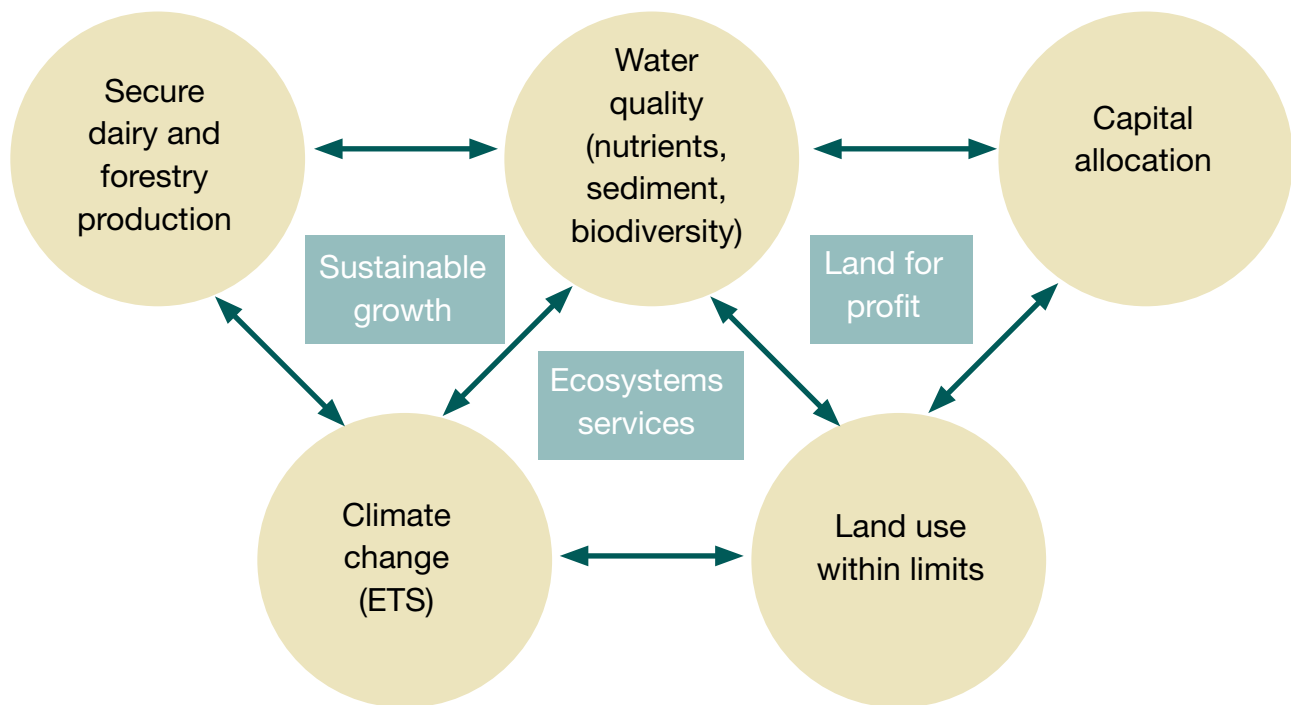 Secure
dairy and
forestry
production
Water
quality
(nutrients,
sediment,
biodiversity)
Capital
allocation
Sustainable
growth
Land for
profit
Ecosystems
services
Climate
change
(ETS)
Land use
within limits